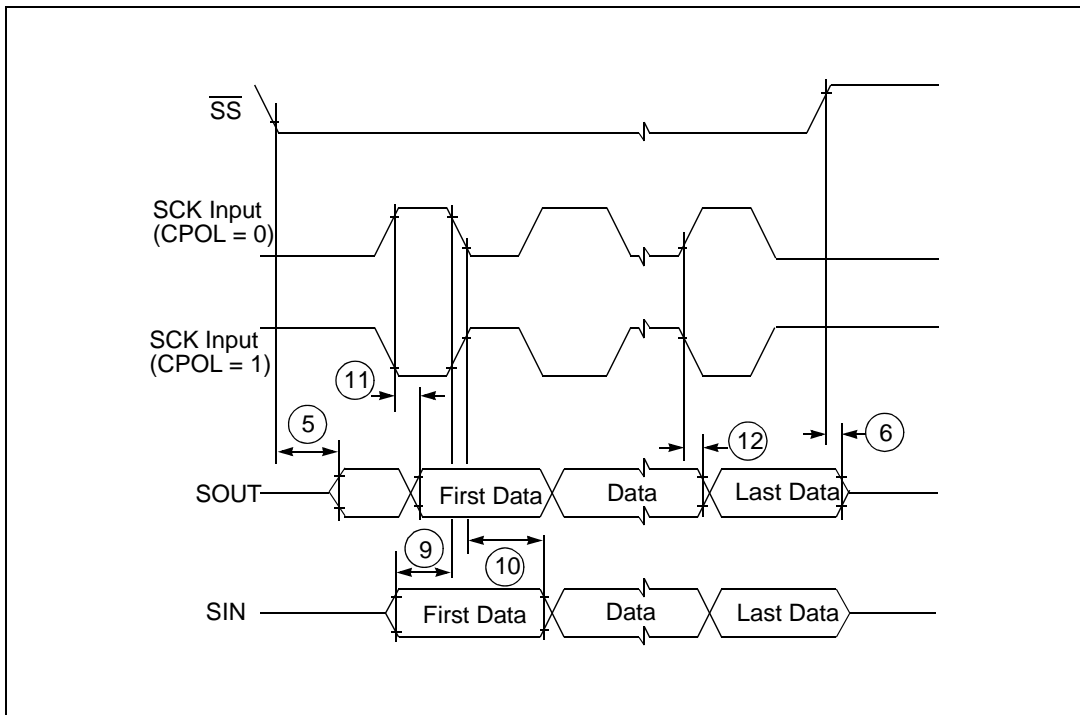 SS
SCK Input
(CPOL = 0)
SCK Input
(CPOL = 1)
11
5
12
6
SOUT
First Data
Data
Last Data
9
10
SIN
First Data
Data
Last Data